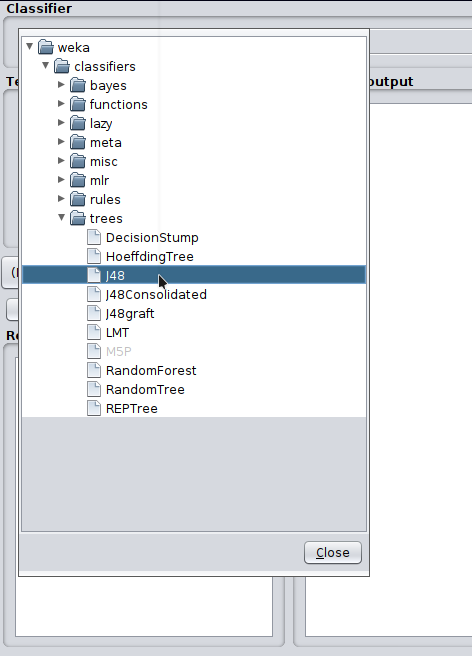 Classifier
weka
classifiers
bayes
functions
lazy
meta
misc
mlr
rules
trees
DecisionStump
HoeffdingTree
J48
J48Consolidated
J48graft
LMT
M5P
RandomForest
RandomTree
REPTree
Close
Te
output
(
Re